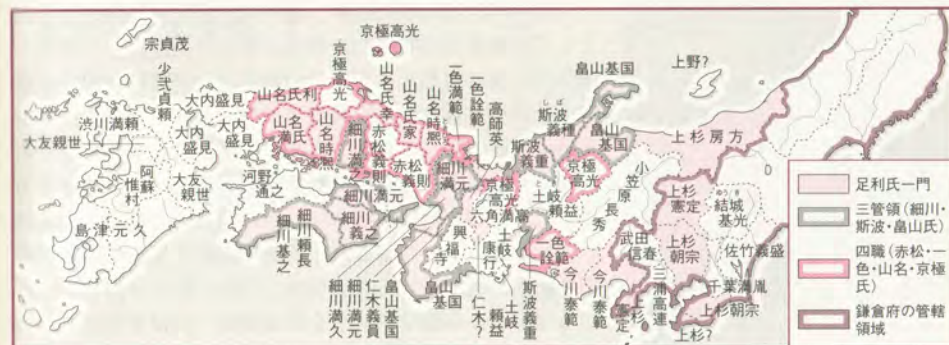 宗貞茂
少弐貞頼
渋川満頼
大友親世
阿蘇惟村
島津元久
大内盛見
大内盛見
大内盛見
大友親世
河野通之
山名氏利
山名満氏
山名時熙
京極高光
京極高光
山名氏幸
山名氏家
山名時熙
細川満之
赤松義則
赤松義則
細川満元
細川基之
細川頼長
細川義之
細川満元
一色満範
一色詮範
高師英
細川満久
細川満元
仁木義員
畠山基国
興福寺
畠山基国
京極高光
六角満高
土岐康行
仁木?
土岐頼益
斯波義重
斯波義種
しば
斯波義重
畠山基国
畠山基国
上野?
京極高光
土岐頼益
とき
一色詮範
今川泰範
今川泰範
小笠原長秀
武田信春
上杉房方
上杉憲定
上杉朝宗
上杉憲定
三浦高連
結城基光
ゆうき
佐竹義盛
千葉満胤
上杉朝宗
上杉?
足利氏一門
三管領(細川・
斯波・畠山氏)
四職(赤松・一
色・山名・京極
氏)
鎌倉府の管轄
領域